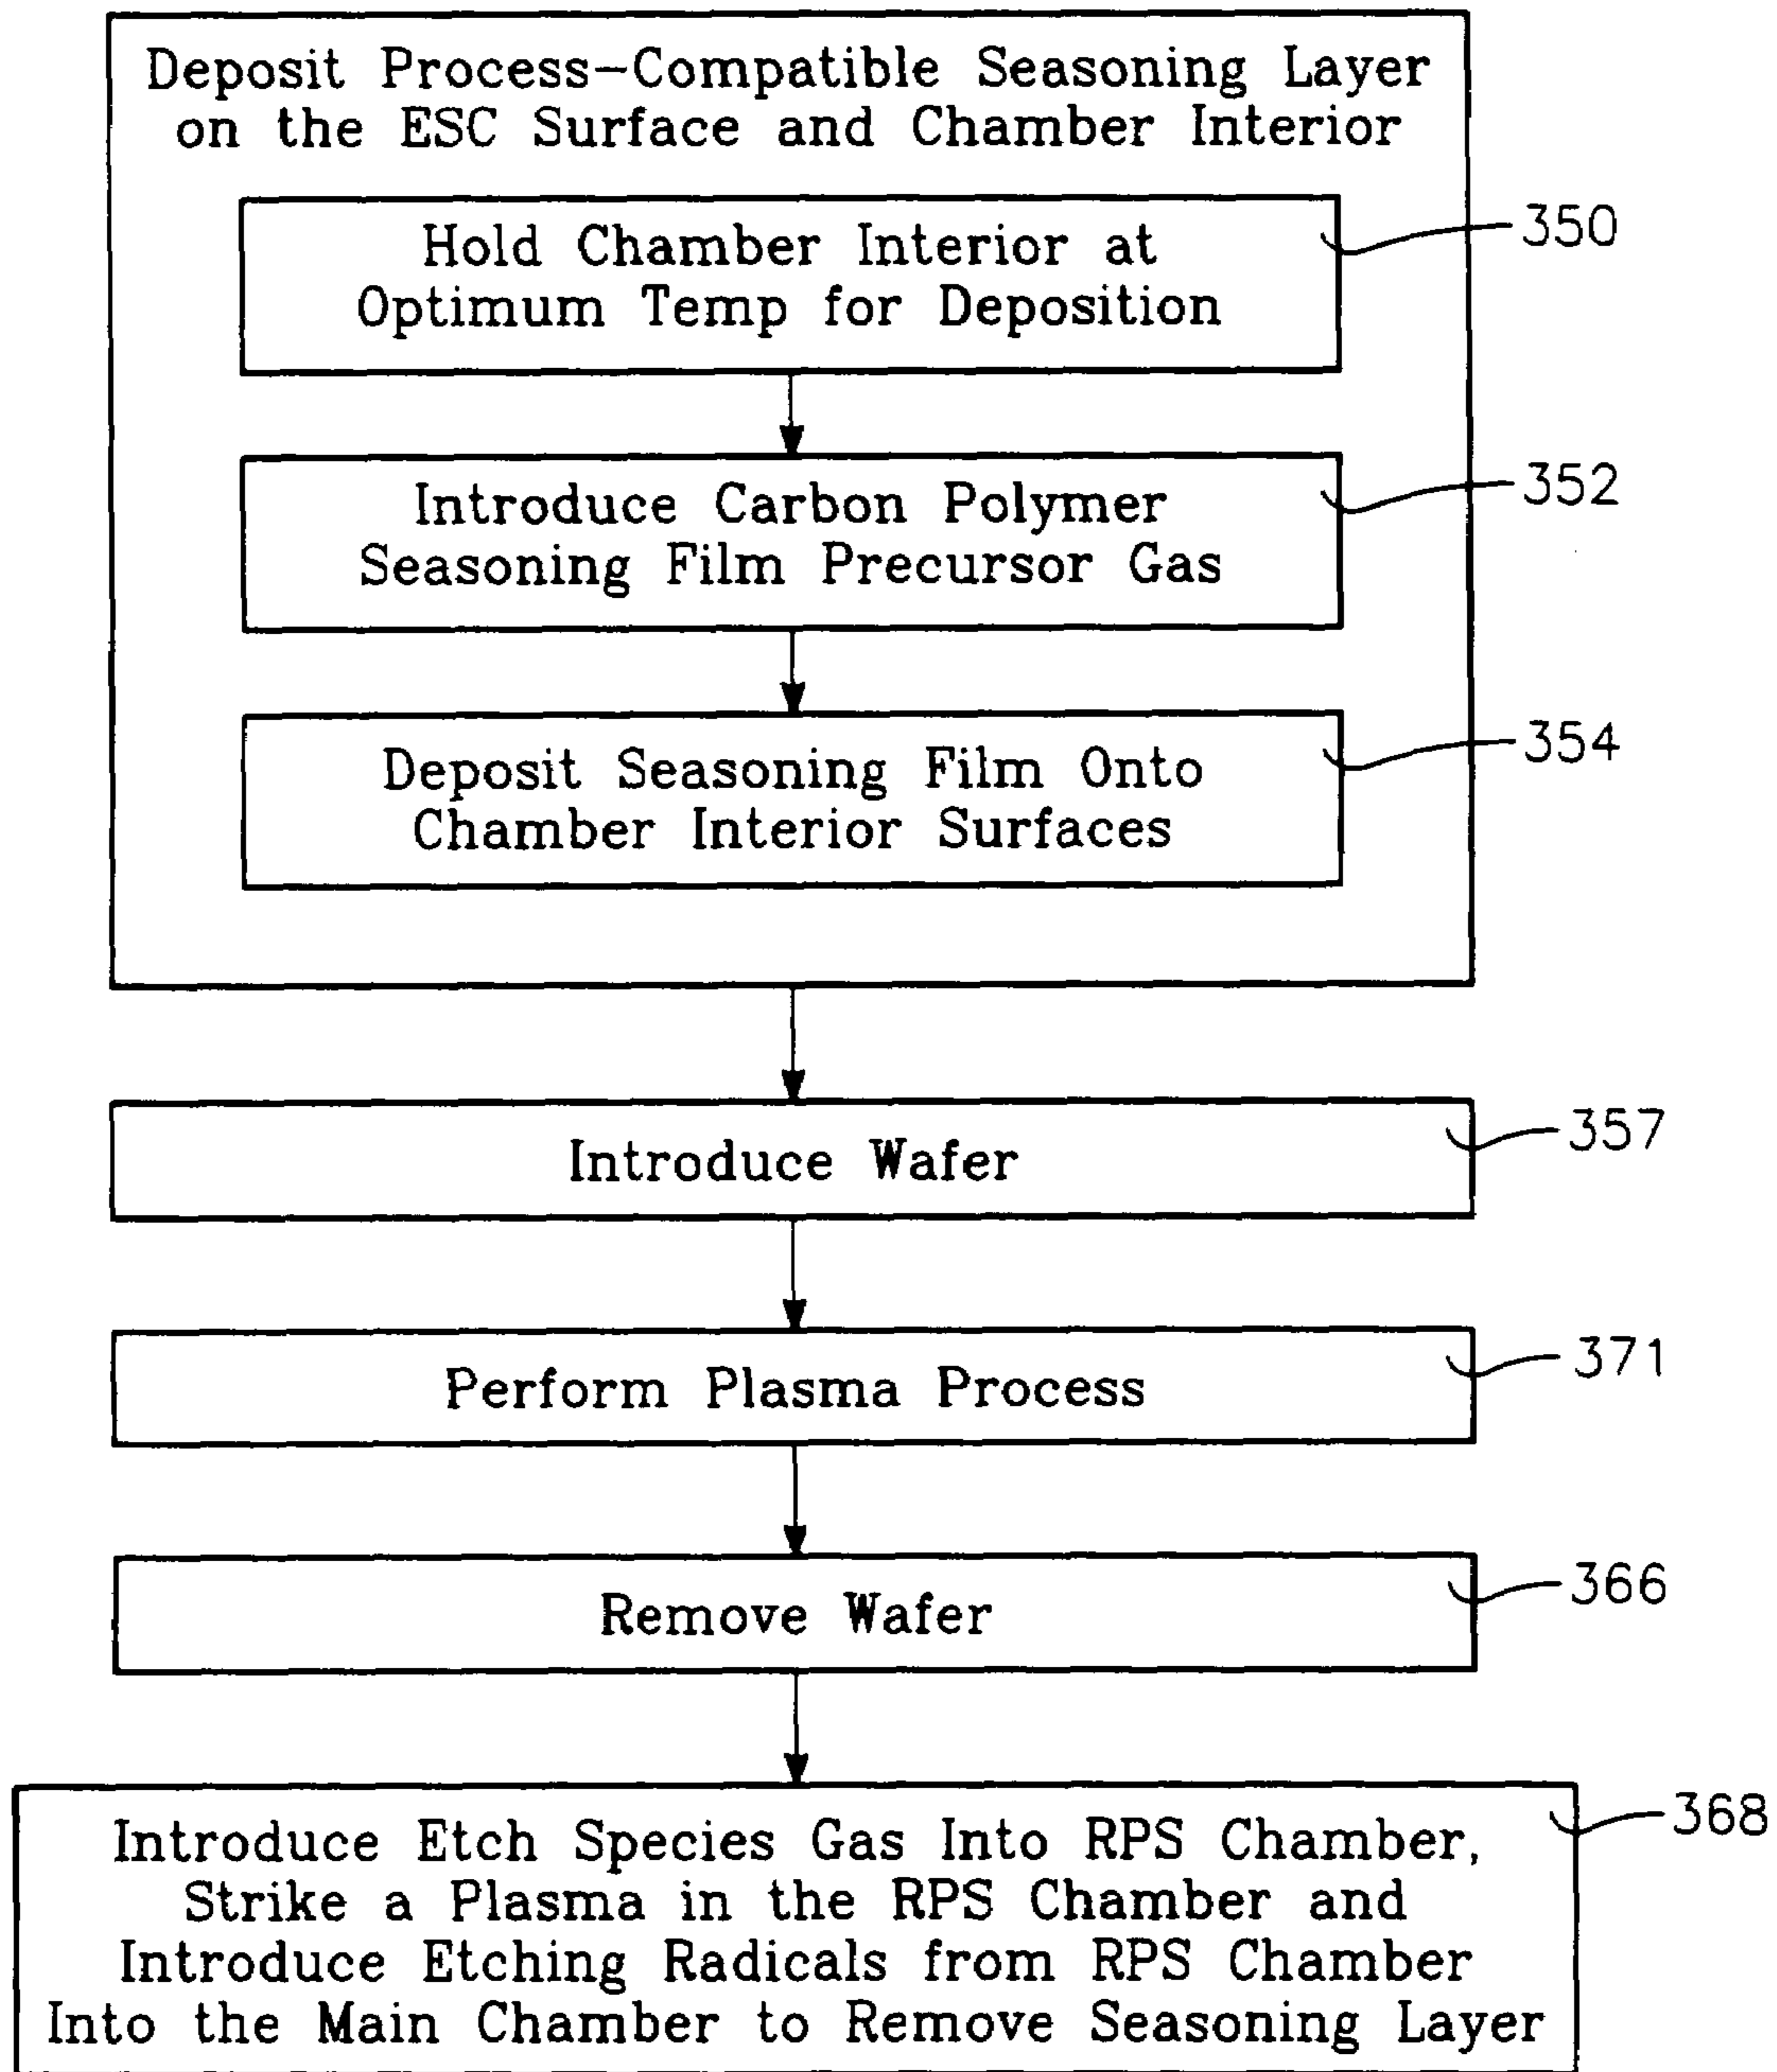 Deposit Process-Compatible Seasoning Layer
on the ESC Surface and Chamber Interior
Hold Chamber Interior at
Optimum Temp for Deposition
350
Introduce Carbon Polymer
Seasoning Film Precursor Gas
352
Deposit Seasoning Film Onto
Chamber Interior Surfaces
354
Introduce Wafer
357
Perform Plasma Process
371
Remove Wafer
366
Introduce Etch Species Gas Into RPS Chamber,
Strike a Plasma in the RPS Chamber and
Introduce Etching Radicals from RPS Chamber
Into the Main Chamber to Remove Seasoning Layer
368